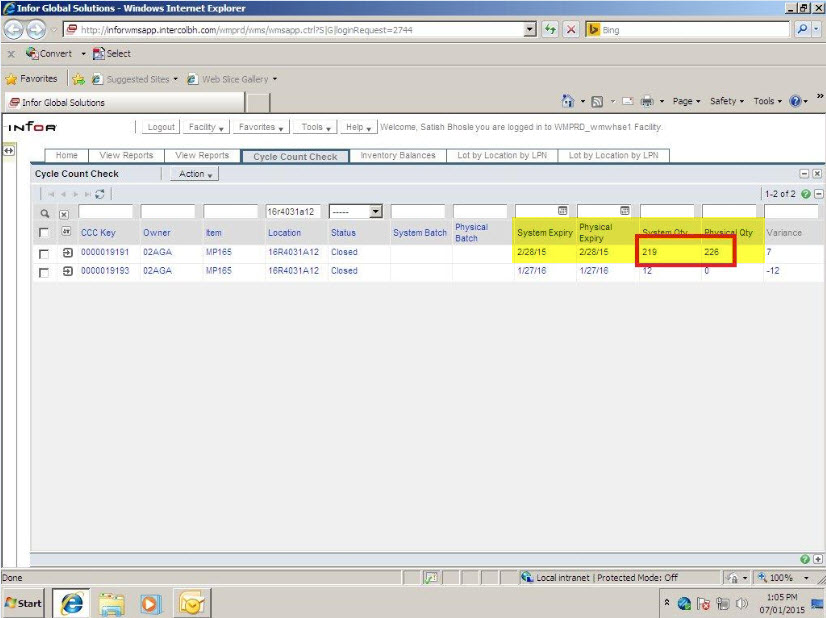 Infor Global Solutions - Windows Internet Explorer
http://inforwmsapp.intercolbh.com/wmprd/wms/wmsapp.ctrl?S|G|loginRequest=2744
Bing
x Convert Select
Favorites Suggested Sites Web Slice Gallery
Infor Global Solutions Page Safety Tools
infor Logout Facility Favorites Tools Help Welcome, Satish Bhosle you are logged in to WMPRD_wmwhse1 Facility.
Home View Reports View Reports Cycle Count Check Inventory Balances Lot by Location by LPN Lot by Location by LPN
Cycle Count Check Action
1-2 of 2
16r4031a12 -----
CCC Key Owner Item Location Status System Batch Physical Batch System Expiry Physical Expiry System Qty Physical Qty Variance
0000019191 02AGA MP165 16R4031A12 Closed 2/28/15 2/28/15 219 226 7
0000019193 02AGA MP165 16R4031A12 Closed 1/27/16 1/27/16 12 0 -12
Done Local intranet | Protected Mode: Off 100%
Start 1:05 PM
07/01/2015